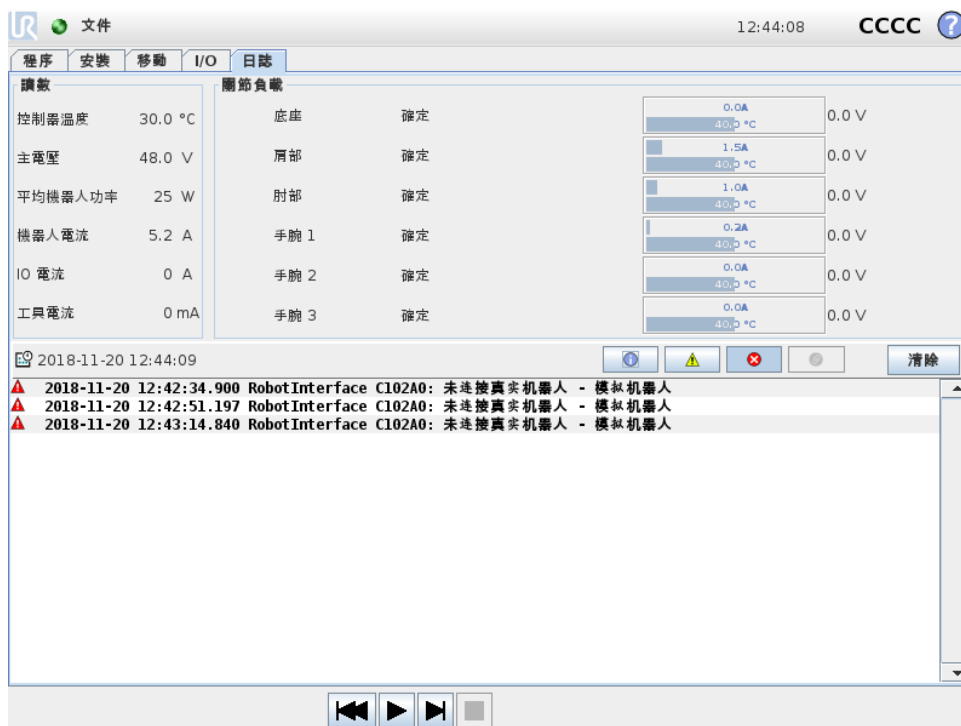 UR 文件 12:44:08 CCCC ?
程序 安裝 移動 I/O 日誌
讀數 關節負載
控制器溫度 30.0 °C
主電壓 48.0 V
平均機器人功率 25 W
機器人電流 5.2 A
IO 電流 0 A
工具電流 0 mA
底座 確定 0.0A 40.0 °C 0.0 V
肩部 確定 1.5A 40.0 °C 0.0 V
肘部 確定 1.0A 40.0 °C 0.0 V
手腕 1 確定 0.2A 40.0 °C 0.0 V
手腕 2 確定 0.0A 40.0 °C 0.0 V
手腕 3 確定 0.0A 40.0 °C 0.0 V
2018-11-20 12:44:09 清除
2018-11-20 12:42:34.900 RobotInterface C102A0: 未连接真实机器人 - 模拟机器人
2018-11-20 12:42:51.197 RobotInterface C102A0: 未连接真实机器人 - 模拟机器人
2018-11-20 12:43:14.840 RobotInterface C102A0: 未连接真实机器人 - 模拟机器人